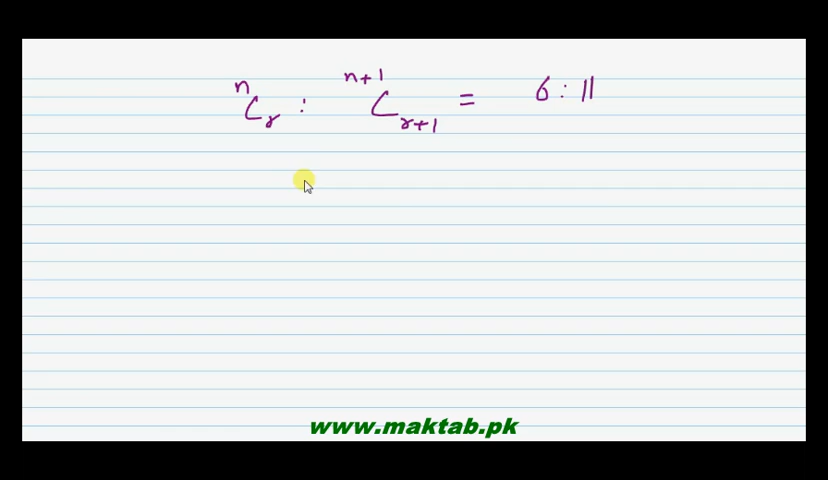 ⁿCᵣ : ⁿ⁺¹Cᵣ₊₁ = 6 : 11
www.maktab.pk